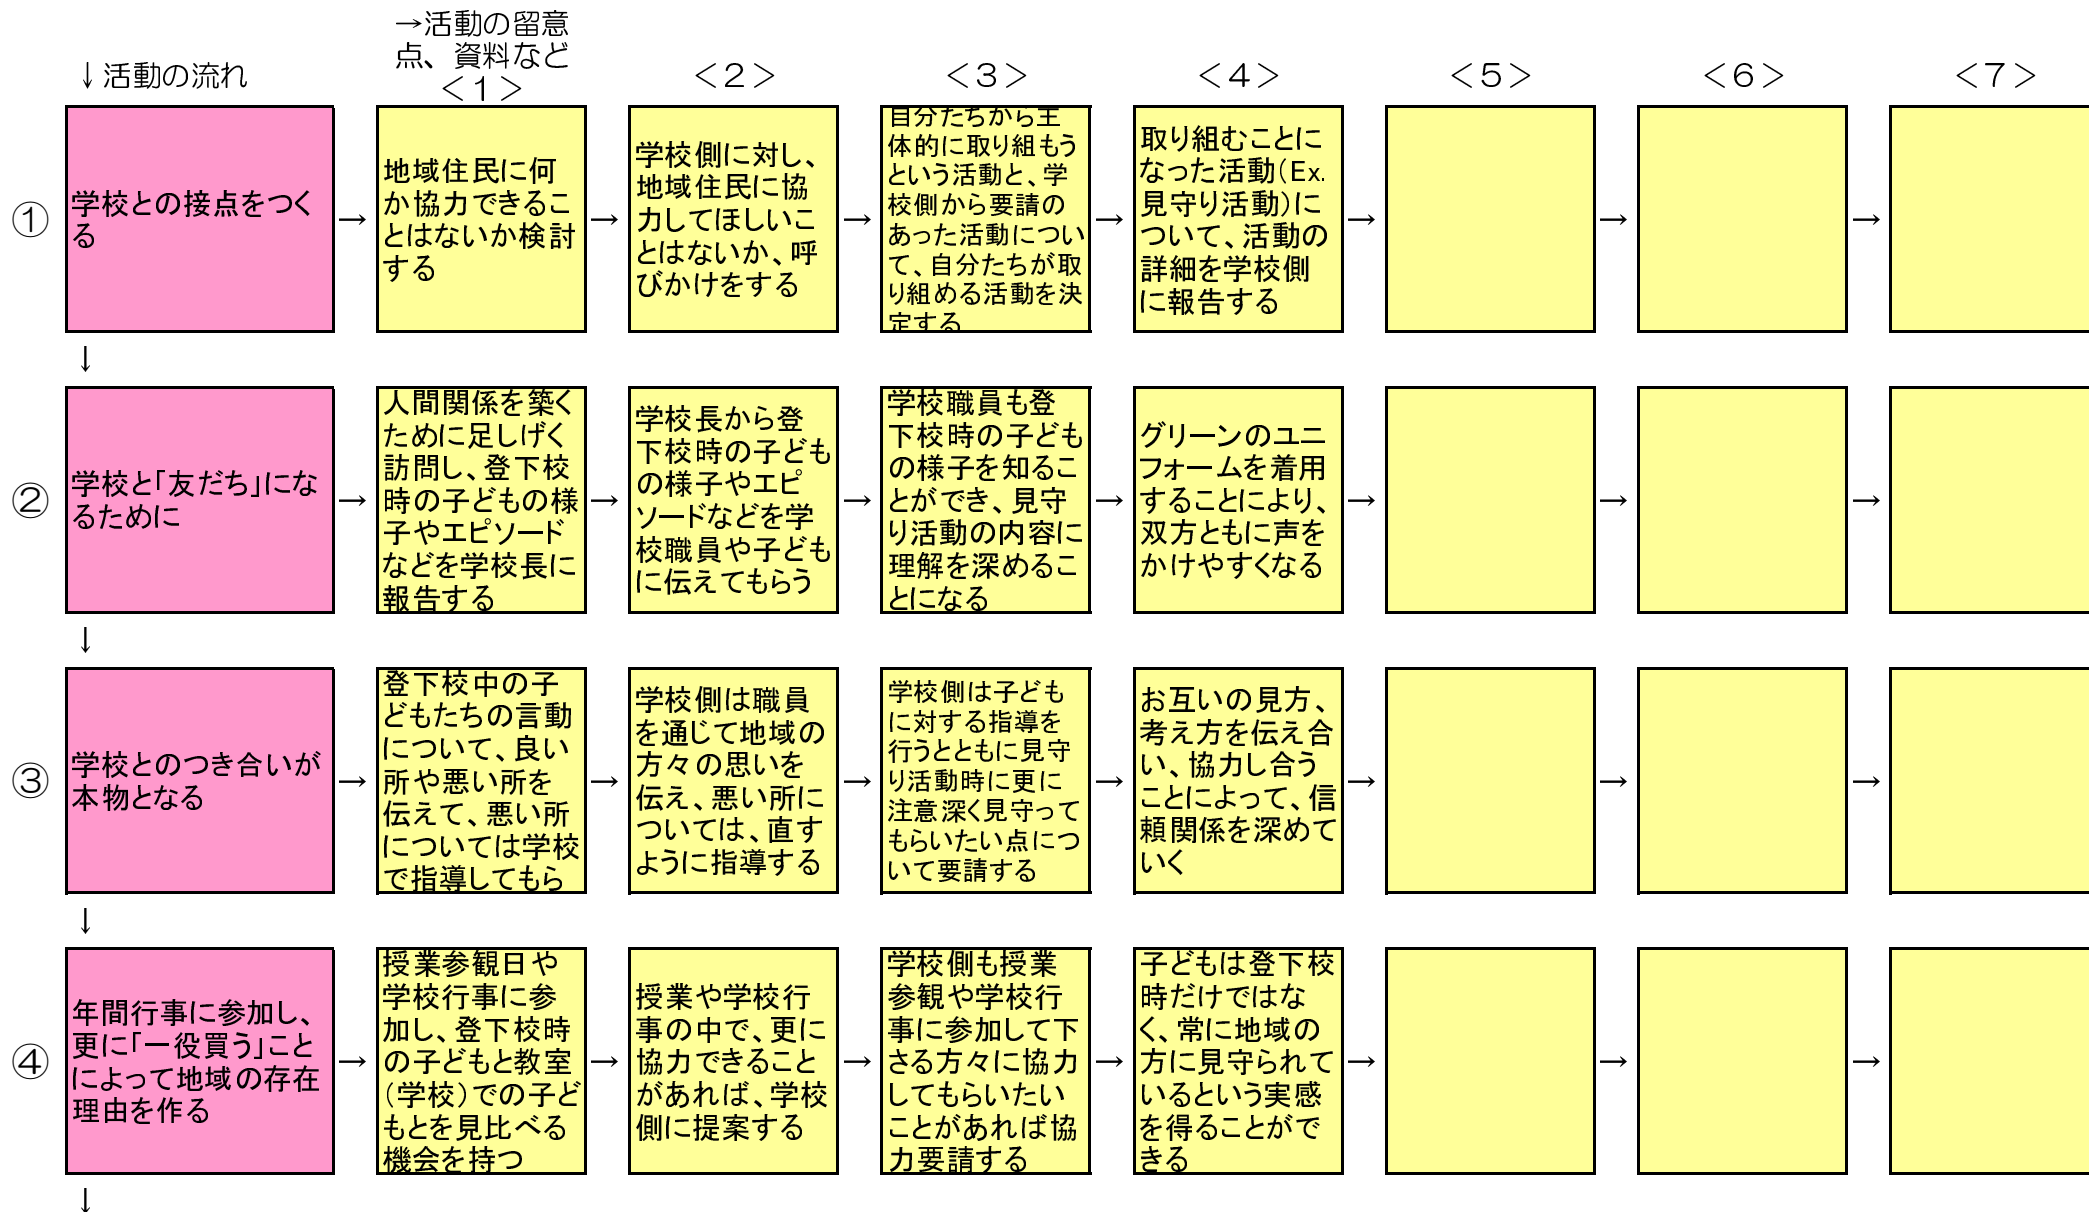 →活動の留意
点、資料など
↓活動の流れ
＜１＞
＜２＞
＜３＞
＜４＞
＜５＞
＜６＞
＜７＞
①
学校との接点をつく
る
→
地域住民に何
か協力できるこ
とはないか検討
する
→
学校側に対し、
地域住民に協
力してほしいこ
とはないか、呼
びかけをする
→
自分たちから主
体的に取り組もう
という活動と、学
校側から要請の
あった活動につい
て、自分たちが取
り組める活動を決
定する
→
取り組むことに
なった活動（Ex.
見守り活動）に
ついて、活動の
詳細を学校側
に報告する
→
→
→
↓
②
学校と「友だち」にな
るために
→
人間関係を築く
ために足しげく
訪問し、登下校
時の子どもの様
子やエピソード
などを学校長に
報告する
→
学校長から登
下校時の子ども
の様子やエピ
ソードなどを学
校職員や子ども
に伝えてもらう
→
学校職員も登
下校時の子ども
の様子を知るこ
とができ、見守
り活動の内容に
理解を深めるこ
とになる
→
グリーンのユニ
フォームを着用
することにより、
双方ともに声を
かけやすくなる
→
→
→
↓
③
学校とのつき合いが
本物となる
→
登下校中の子
どもたちの言動
について、良い
所や悪い所を
伝えて、悪い所
については学校
で指導してもら
→
学校側は職員
を通じて地域の
方々の思いを
伝え、悪い所に
ついては、直す
ように指導する
→
学校側は子ども
に対する指導を
行うとともに見守
り活動時に更に
注意深く見守って
もらいたい点につ
いて要請する
→
お互いの見方、
考え方を伝え合
い、協力し合う
ことによって、信
頼関係を深めて
いく
→
→
→
↓
④
年間行事に参加し、
更に「一役買う」こと
によって地域の存在
理由を作る
→
授業参観日や
学校行事に参
加し、登下校時
の子どもと教室
（学校）での子ど
もとを見比べる
機会を持つ
→
授業や学校行
事の中で、更に
協力できること
があれば、学校
側に提案する
→
学校側も授業
参観や学校行
事に参加して下
さる方々に協力
してもらいたい
ことがあれば協
力要請する
→
子どもは登下校
時だけではな
く、常に地域の
方に見守られて
いるという実感
を得ることがで
きる
→
→
→
↓